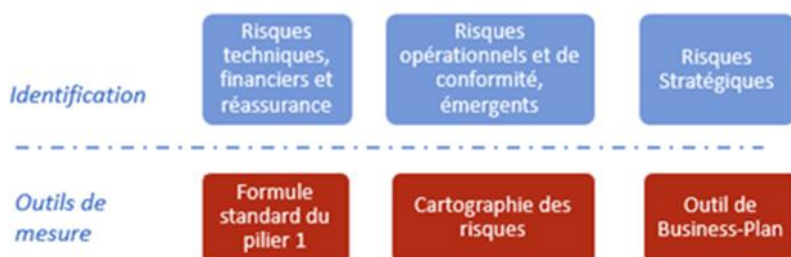 Identification
Risques
techniques,
financiers et
réassurance
Risques
opérationnels et de
conformité,
émergents
Risques
Stratégiques
Outils de
mesure
Formule
standard du
pilier 1
Cartographie des
risques
Outil de
Business-Plan